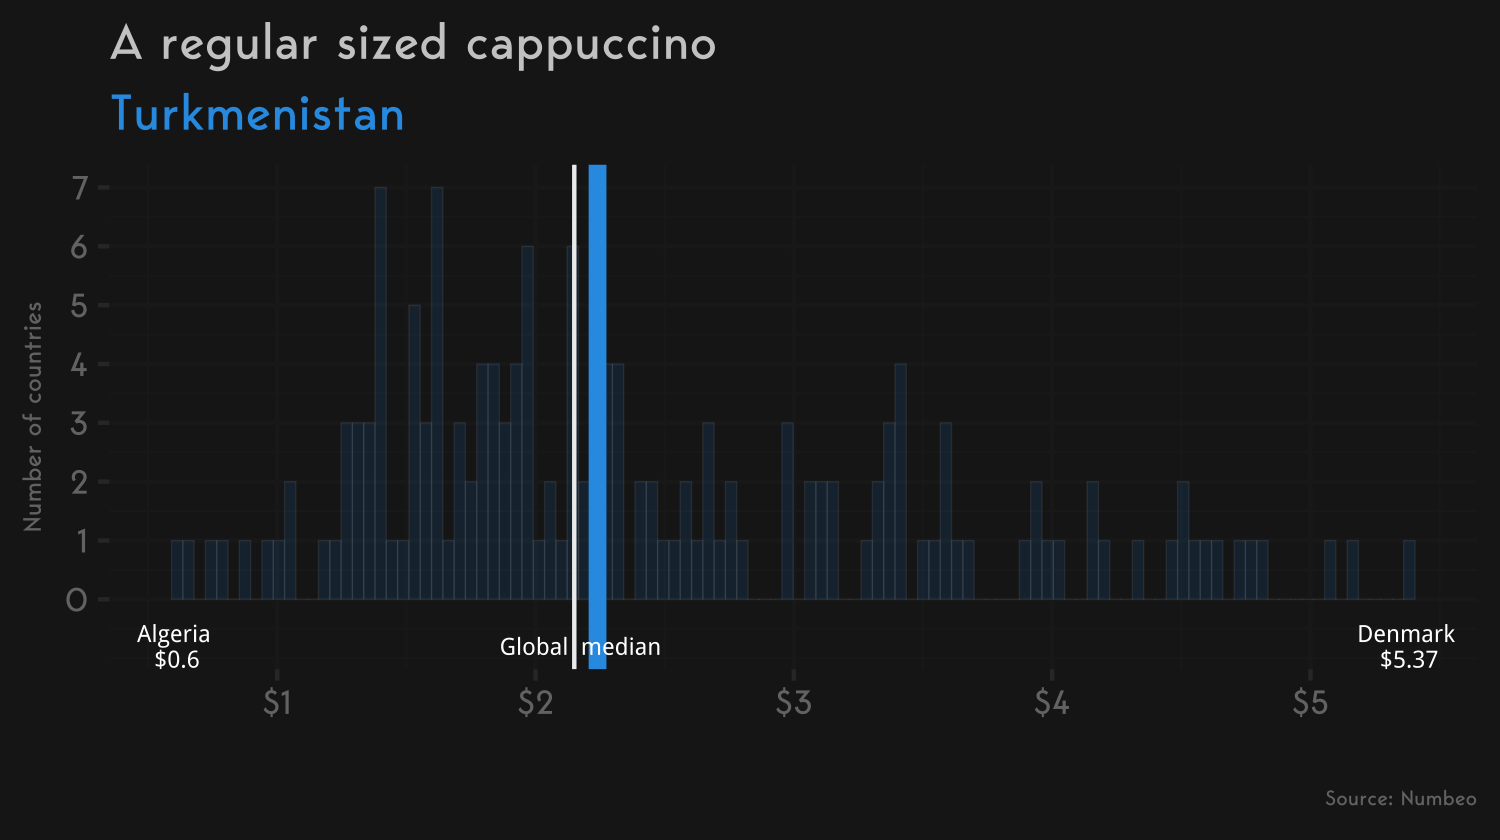 A regular sized cappuccino
Turkmenistan
Number of countries
7
6
5
4
3
2
1
0
Algeria
$0.6
Global median
Denmark
$5.37
$1
$2
$3
$4
$5
Source: Numbeo